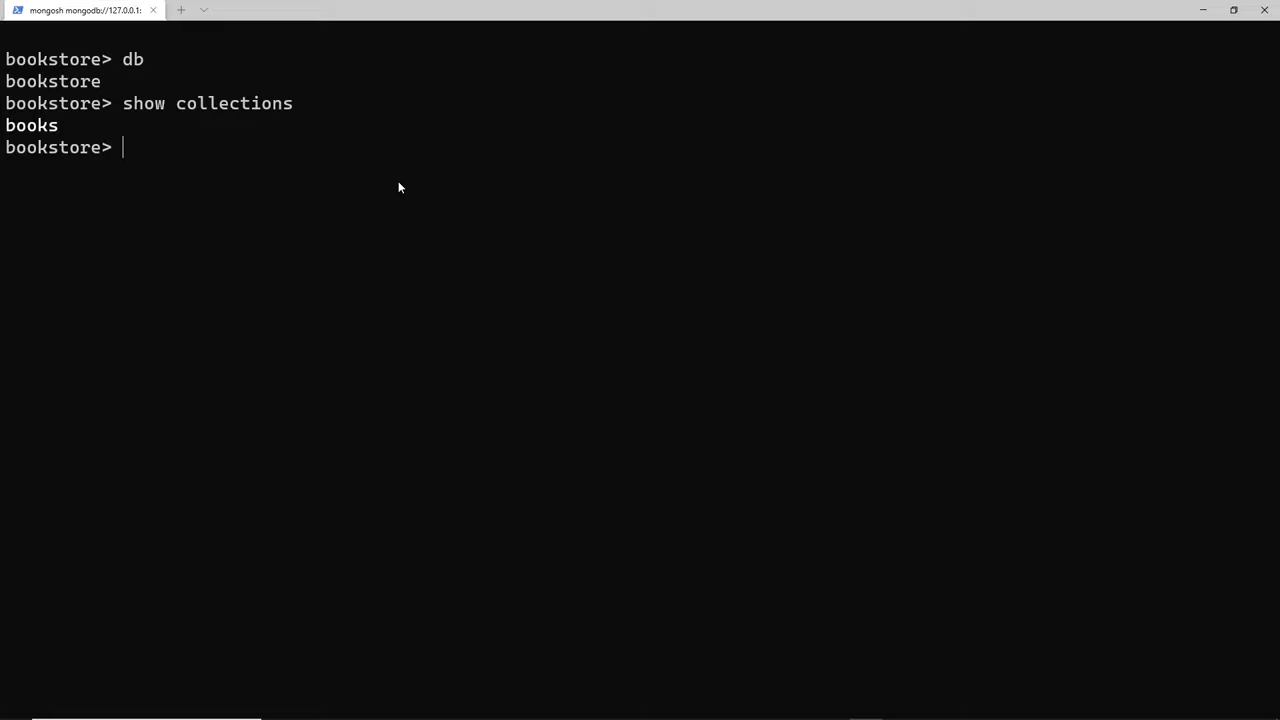 mongosh mongodb://127.0.0.1:
bookstore> db
bookstore
bookstore> show collections
books
bookstore>